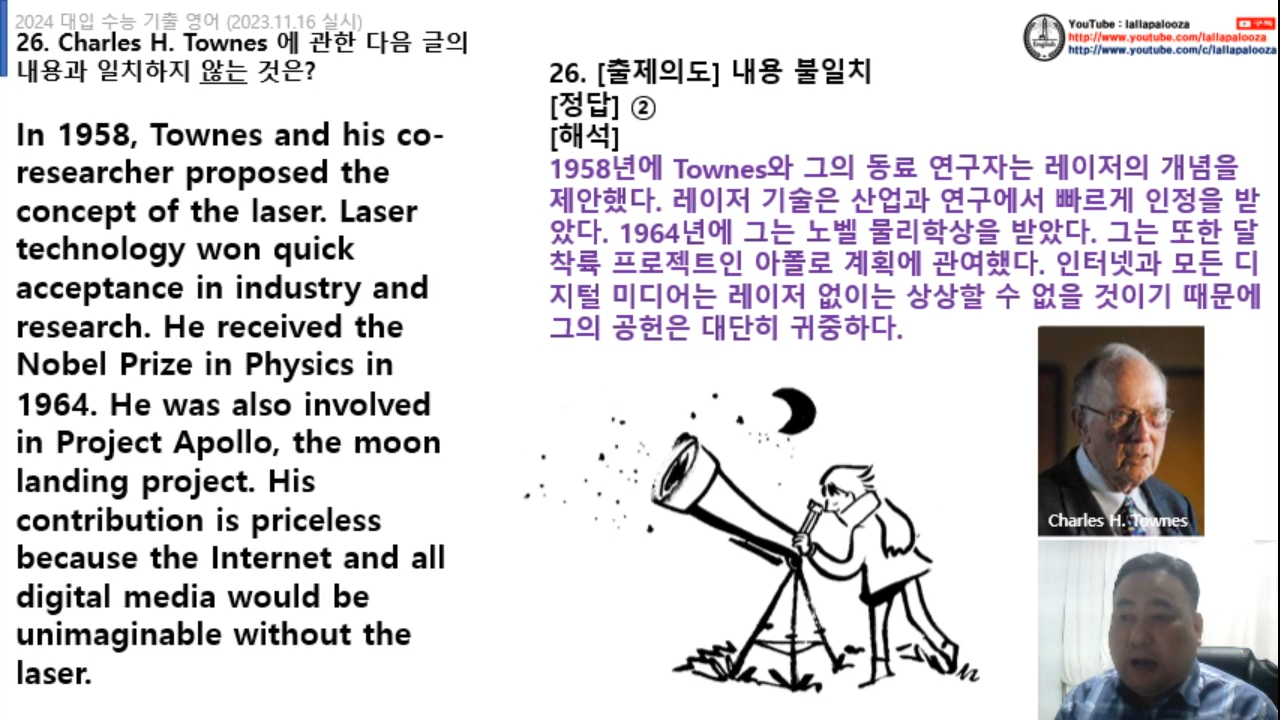 2024 대입 수능 기출 영어 (2023.11.16 실시)
26. Charles H. Townes 에 관한 다음 글의
내용과 일치하지 않는 것은?
In 1958, Townes and his co-
researcher proposed the
concept of the laser. Laser
technology won quick
acceptance in industry and
research. He received the
Nobel Prize in Physics in
1964. He was also involved
in Project Apollo, the moon
landing project. His
contribution is priceless
because the Internet and all
digital media would be
unimaginable without the
laser.
YouTube : lallapalooza
구독
http://www.youtube.com/lallapalooza
http://www.youtube.com/c/lallapalooza
English
26. [출제의도] 내용 불일치
[정답] ②
[해석]
1958년에 Townes와 그의 동료 연구자는 레이저의 개념을
제안했다. 레이저 기술은 산업과 연구에서 빠르게 인정을 받
았다. 1964년에 그는 노벨 물리학상을 받았다. 그는 또한 달
착륙 프로젝트인 아폴로 계획에 관여했다. 인터넷과 모든 디
지털 미디어는 레이저 없이는 상상할 수 없을 것이기 때문에
그의 공헌은 대단히 귀중하다.
Charles H. Townes